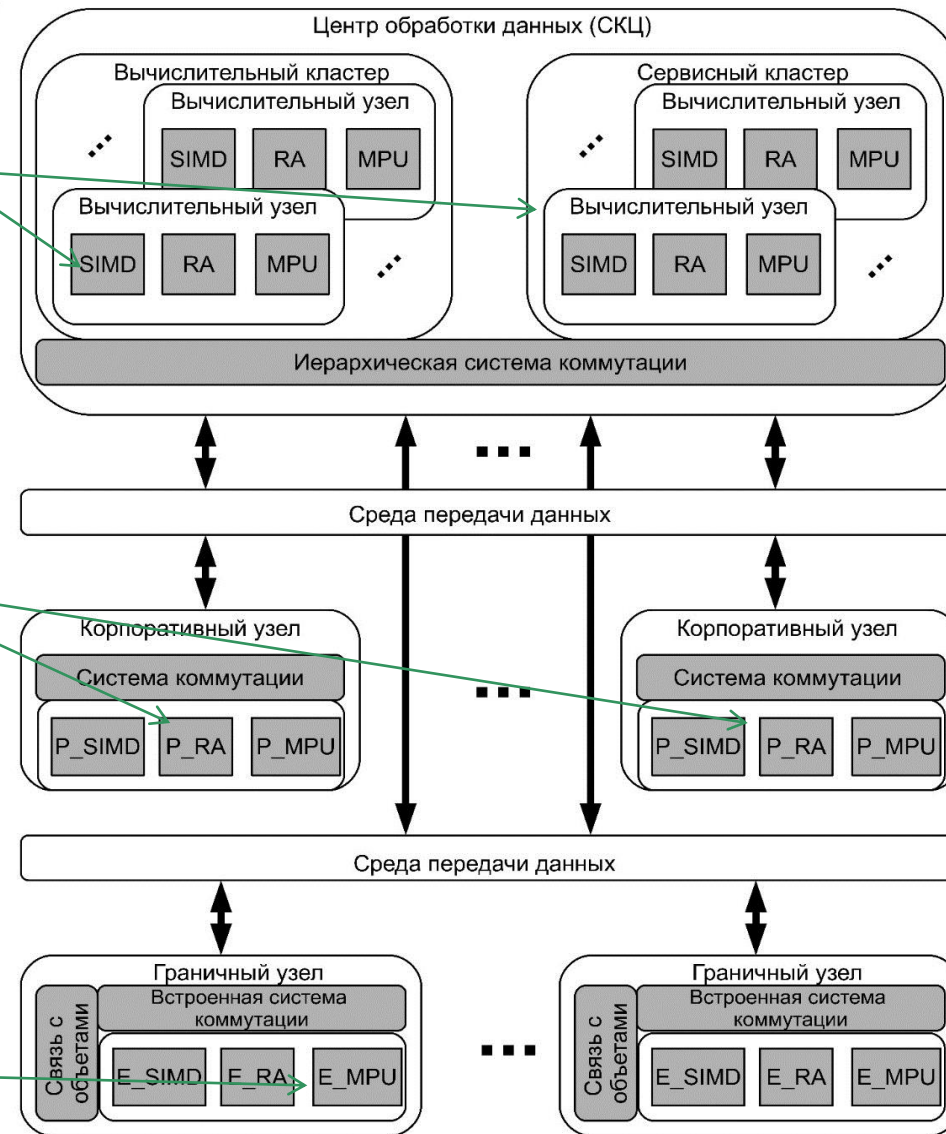 Центр обработки данных (СКЦ)
Вычислительный кластер
Вычислительный узел
SIMD RA MPU
Вычислительный узел
SIMD RA MPU
Сервисный кластер
Вычислительный узел
SIMD RA MPU
Вычислительный узел
SIMD RA MPU
Иерархическая система коммутации
Среда передачи данных
Корпоративный узел
Система коммутации
P_SIMD P_RA P_MPU
Корпоративный узел
Система коммутации
P_SIMD P_RA P_MPU
Среда передачи данных
Граничный узел
Связь с
объетами
Встроенная система
коммутации
E_SIMD E_RA E_MPU
Граничный узел
Связь с
объетами
Встроенная система
коммутации
E_SIMD E_RA E_MPU